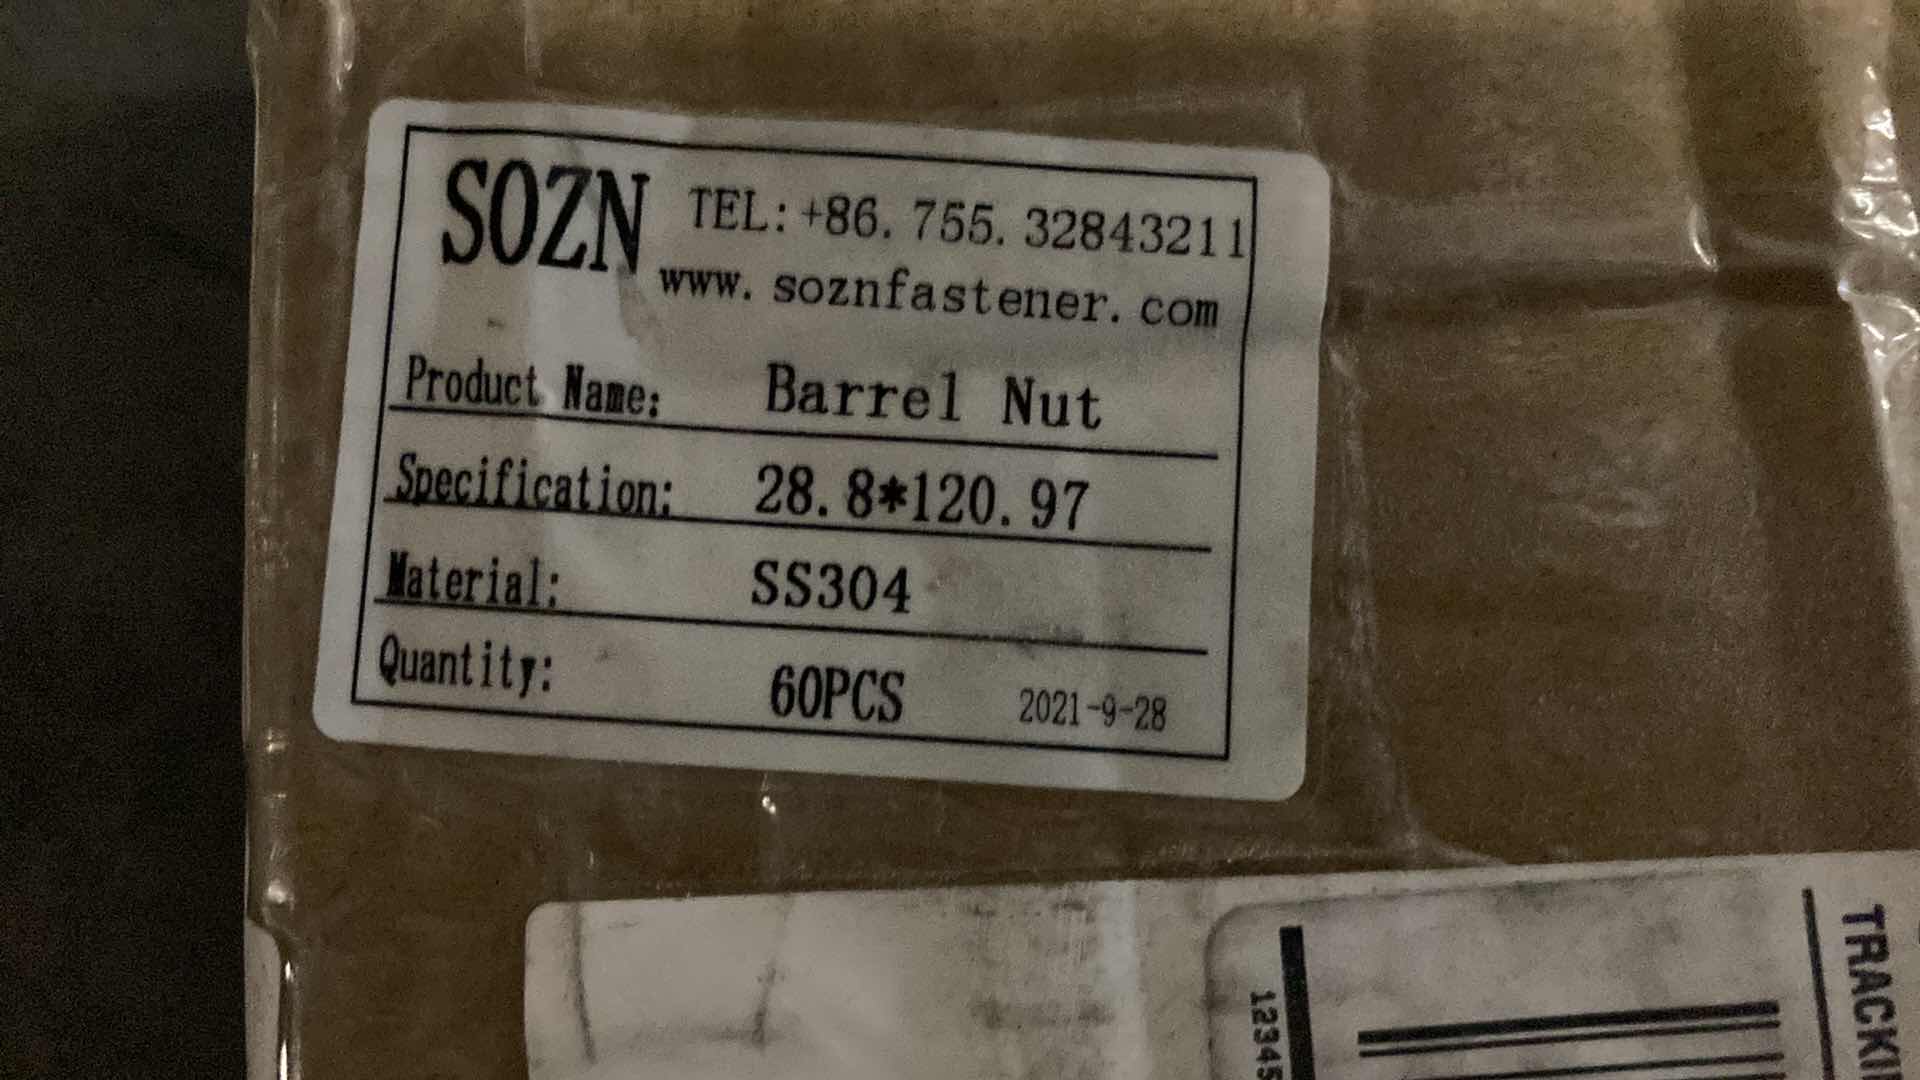 SOZN TEL: +86. 755. 32843211
www. soznfastener. com
Product Name: Barrel Nut
Specification: 28. 8*120. 97
Material: SS304
Quantity: 60PCS 2021-9-28
12345